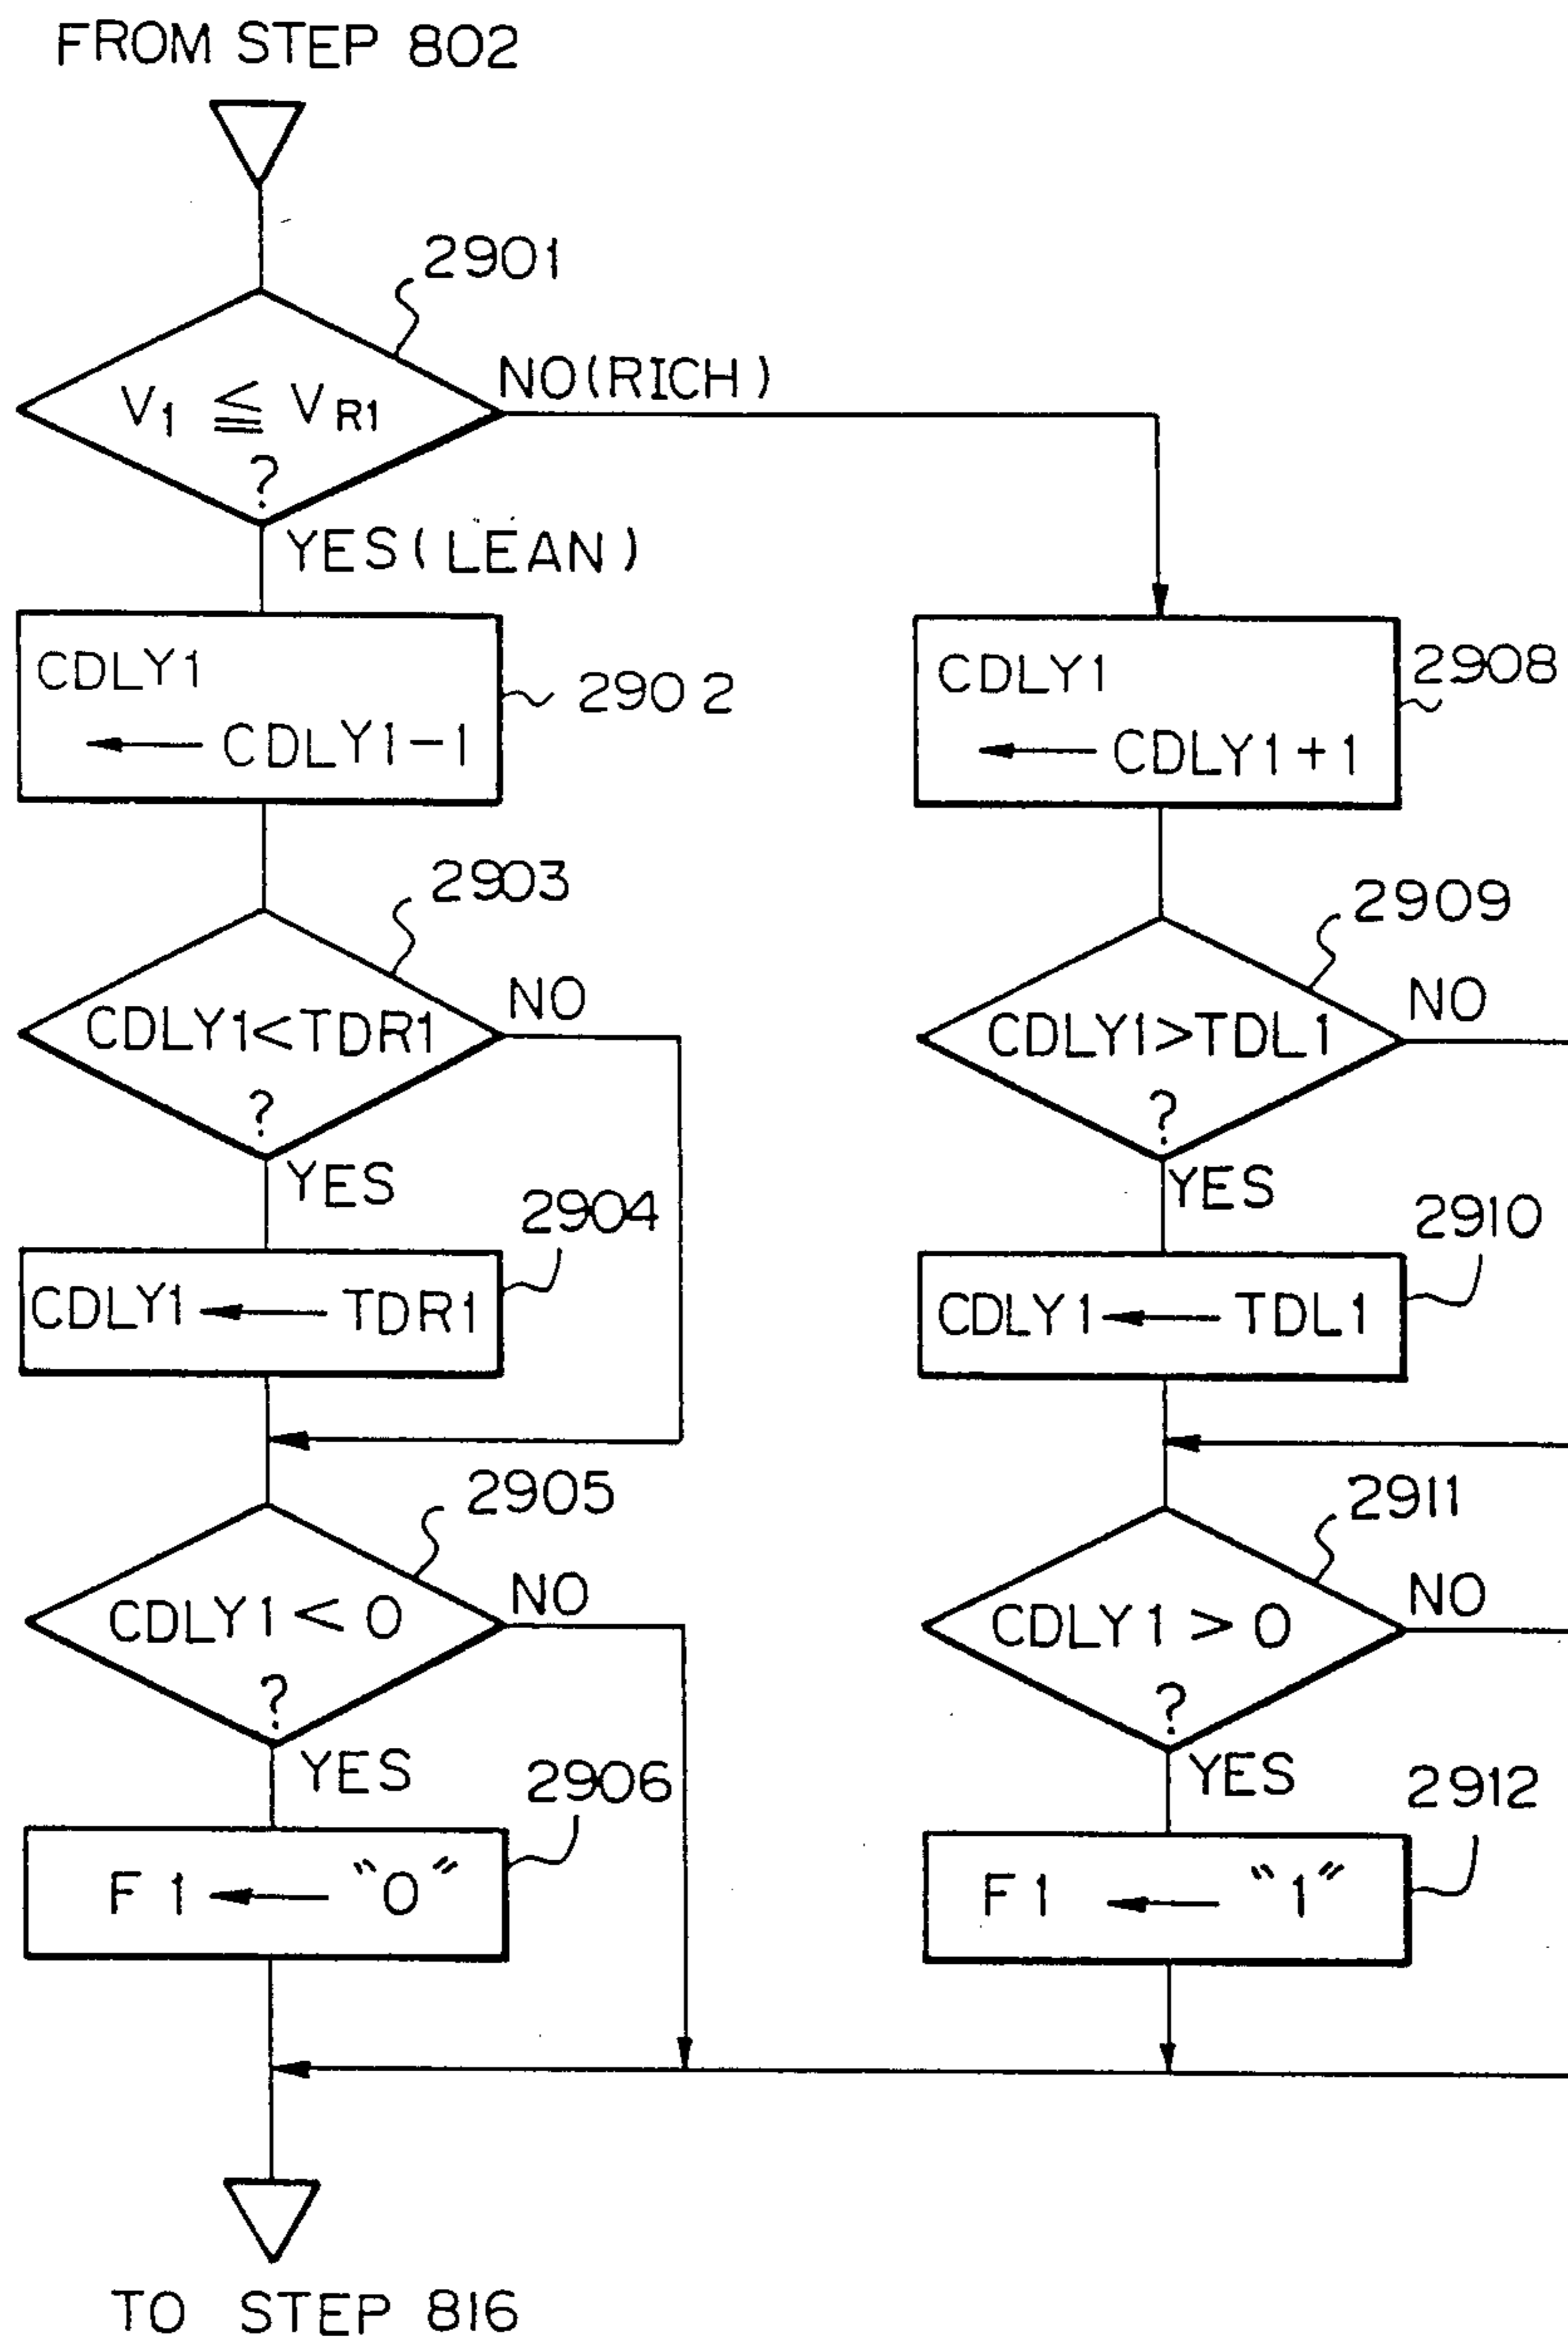 FROM STEP 802
2901
V1 ≦ VR1
?
NO(RICH)
YES(LEAN)
CDLY1
← CDLY1-1
2902
2903
CDLY1<TDR1
?
NO
YES
2904
CDLY1 ← TDR1
2905
CDLY1 < 0
?
NO
YES
2906
F1 ← "0"
2908
CDLY1
← CDLY1+1
2909
CDLY1>TDL1
?
NO
YES
2910
CDLY1 ← TDL1
2911
CDLY1 > 0
?
NO
YES
2912
F1 ← "1"
TO STEP 816